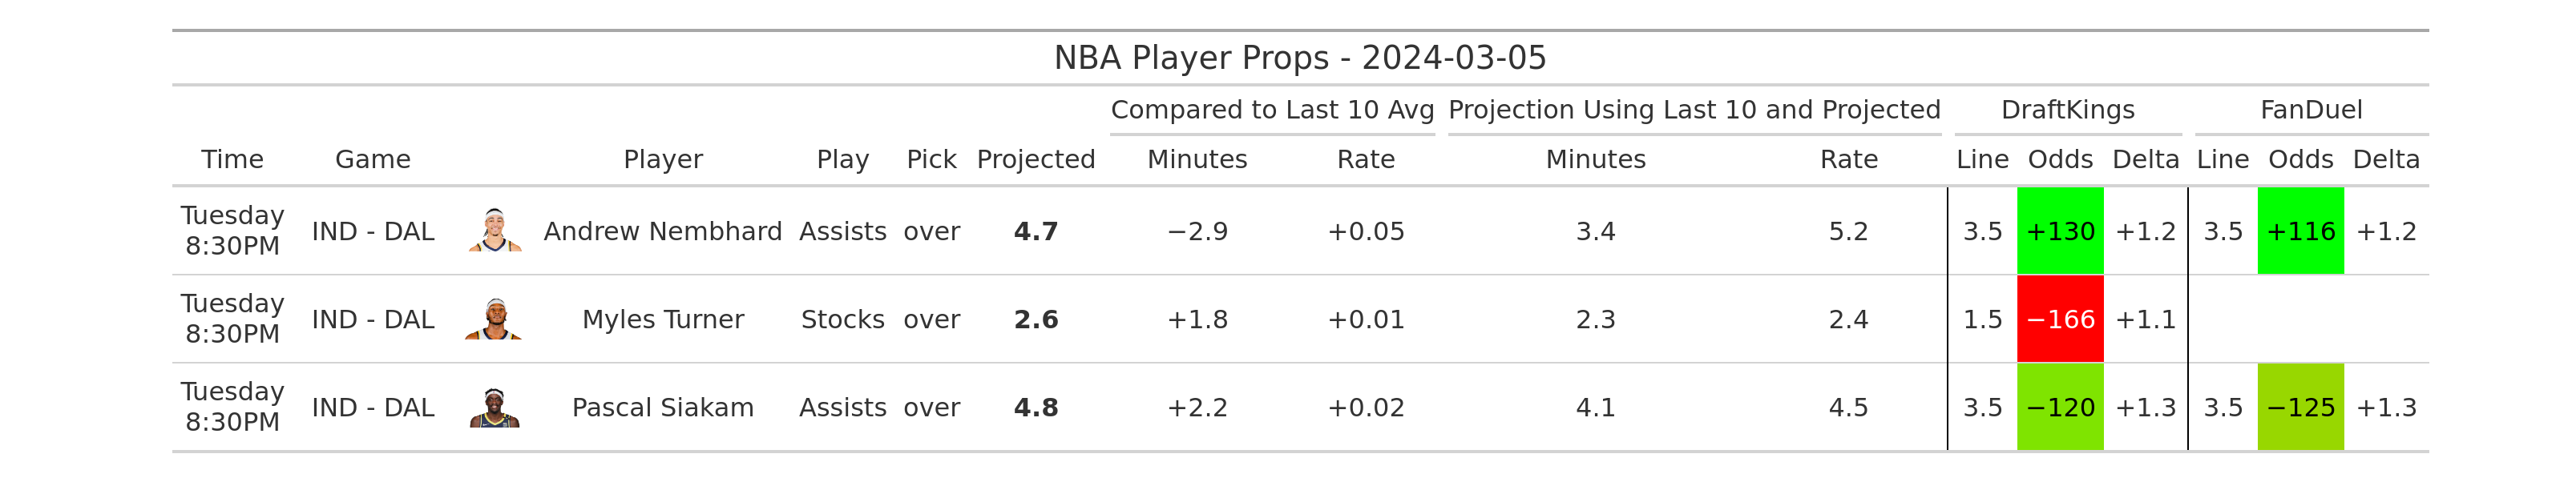 NBA Player Props - 2024-03-05
Compared to Last 10 Avg Projection Using Last 10 and Projected DraftKings FanDuel
Time Game Player Play Pick Projected Minutes Rate Minutes Rate Line Odds Delta Line Odds Delta
Tuesday
8:30PM IND - DAL Andrew Nembhard Assists over 4.7 −2.9 +0.05 3.4 5.2 3.5 +130 +1.2 3.5 +116 +1.2
Tuesday
8:30PM IND - DAL Myles Turner Stocks over 2.6 +1.8 +0.01 2.3 2.4 1.5 −166 +1.1
Tuesday
8:30PM IND - DAL Pascal Siakam Assists over 4.8 +2.2 +0.02 4.1 4.5 3.5 −120 +1.3 3.5 −125 +1.3